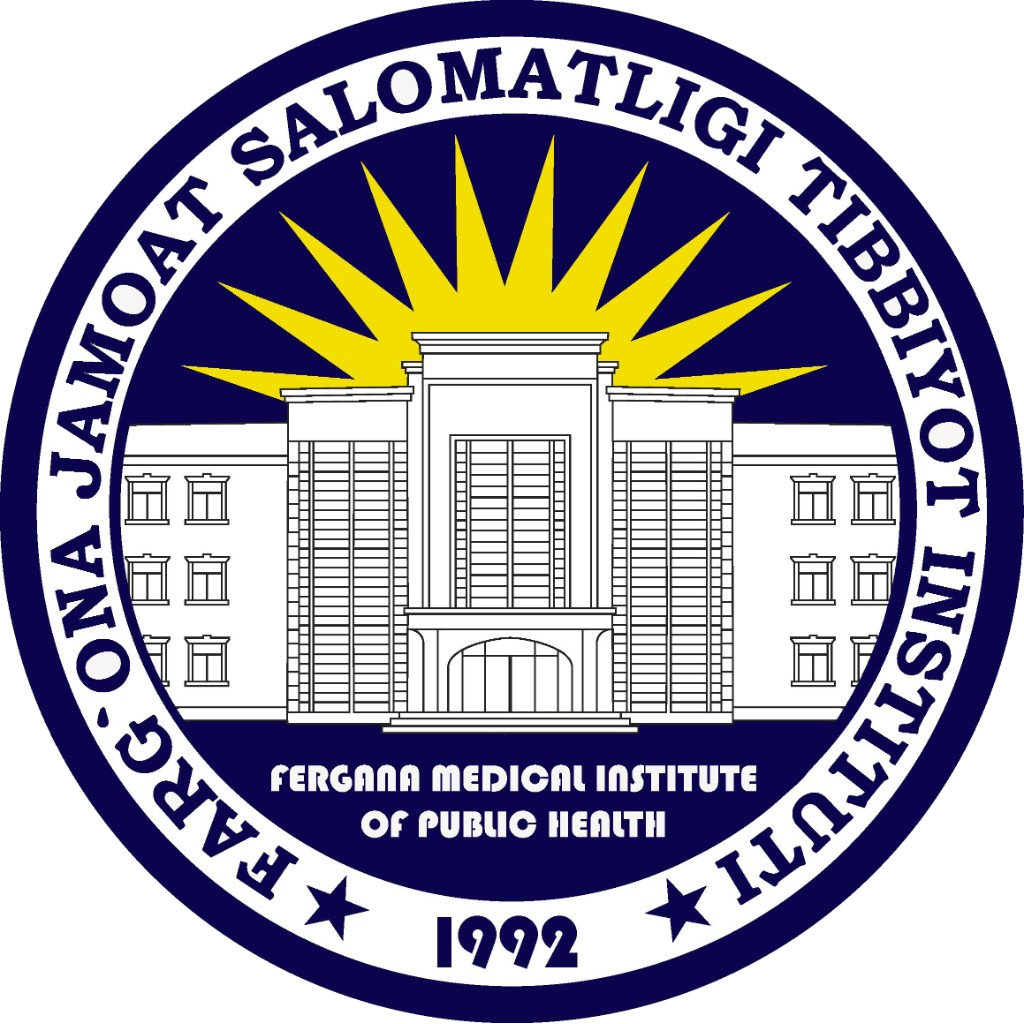 FARG`ONA JAMOAT SALOMATLIGI TIBBIYOT INSTITUTI
FERGANA MEDICAL INSTITUTE
OF PUBLIC HEALTH
1992